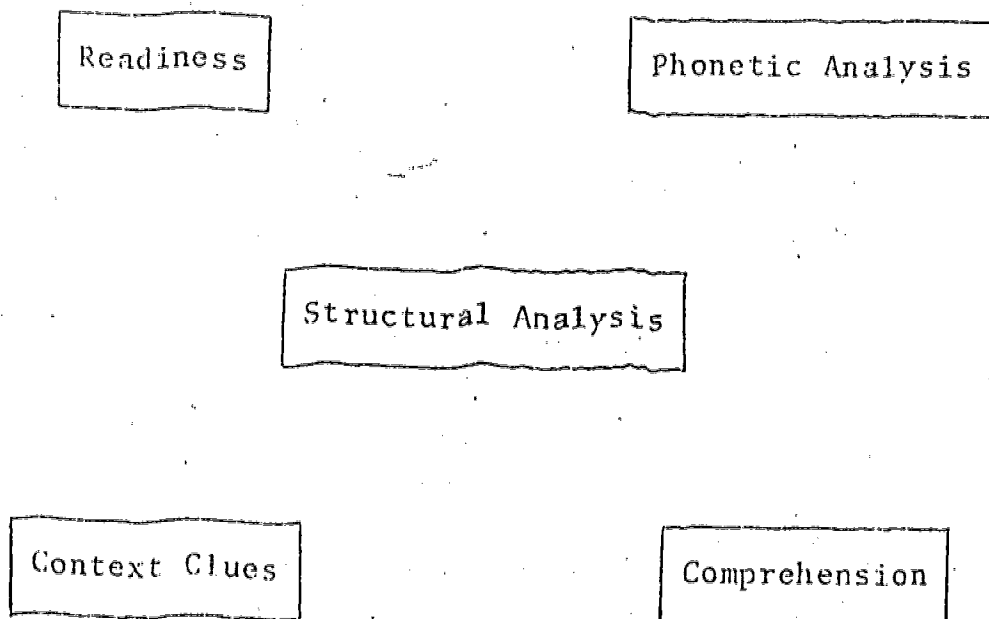 Readiness
Phonetic Analysis
Structural Analysis
Context Clues
Comprehension